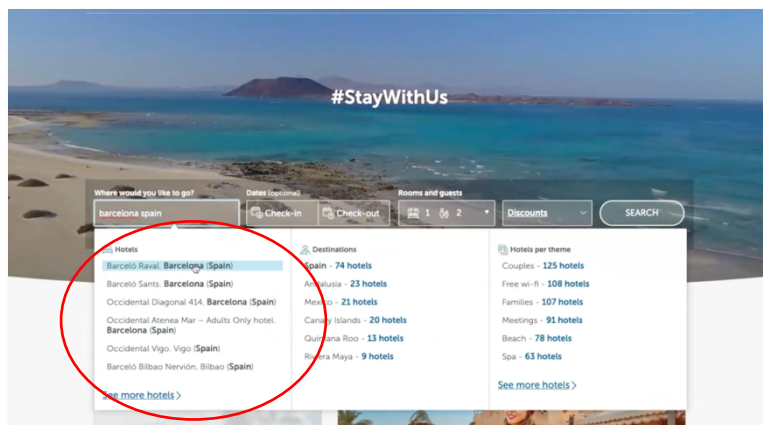 #StayWithUs
Where would you like to go?
Dates (optional)
Rooms and guests
barcelona spain
Check-in
Check-out
1
2
Discounts
SEARCH
Hotels
Barceló Raval. Barcelona (Spain)
Barceló Sants. Barcelona (Spain)
Occidental Diagonal 414. Barcelona (Spain)
Occidental Atenea Mar – Adults Only hotel.
Barcelona (Spain)
Occidental Vigo. Vigo (Spain)
Barceló Bilbao Nervión. Bilbao (Spain)
See more hotels >
Destinations
Spain - 74 hotels
Andalusia - 23 hotels
Mexico - 21 hotels
Canary Islands - 20 hotels
Quintana Roo - 13 hotels
Riviera Maya - 9 hotels
Hotels per theme
Couples - 125 hotels
Free wi-fi - 108 hotels
Families - 107 hotels
Meetings - 91 hotels
Beach - 78 hotels
Spa - 63 hotels
See more hotels >